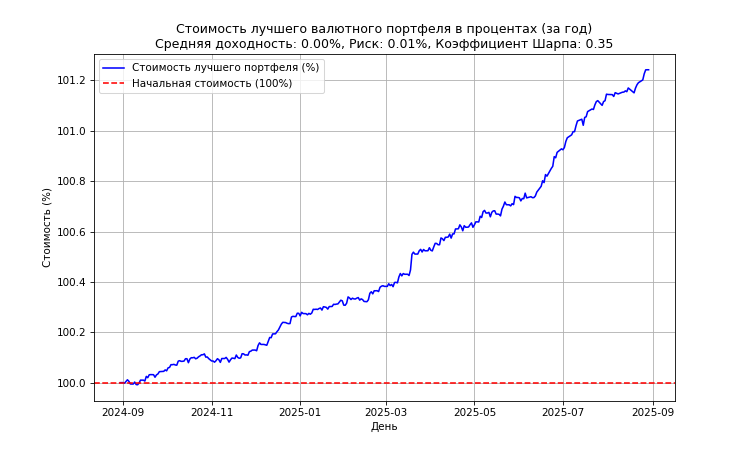 Стоимость лучшего валютного портфеля в процентах (за год)
Средняя доходность: 0.00%, Риск: 0.01%, Коэффициент Шарпа: 0.35
Стоимость лучшего портфеля (%)
Начальная стоимость (100%)
Стоимость (%)
101.2
101.0
100.8
100.6
100.4
100.2
100.0
2024-09
2024-11
2025-01
2025-03
2025-05
2025-07
2025-09
День